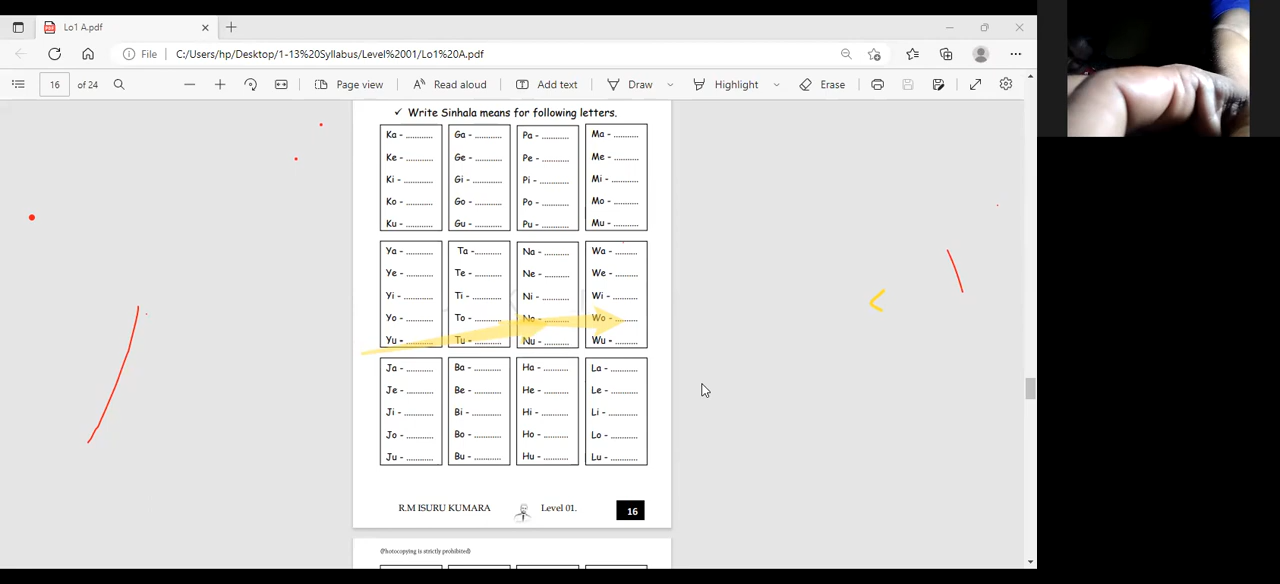 Lo1 A.pdf
File C:/Users/hp/Desktop/1-13%20Syllabus/Level%2001/Lo1%20A.pdf
16 of 24 Page view Read aloud Add text Draw Highlight Erase
✓ Write Sinhala means for following letters.
Ka - ............ Ga - ............ Pa - ............ Ma - ............
Ke - ............ Ge - ............ Pe - ............ Me - ............
Ki - ............ Gi - ............ Pi - ............ Mi - ............
Ko - ............ Go - ............ Po - ............ Mo - ............
Ku - ............ Gu - ............ Pu - ............ Mu - ............
Ya - ............ Ta - ............ Na - ............ Wa - ............
Ye - ............ Te - ............ Ne - ............ We - ............
Yi - ............ Ti - ............ Ni - ............ Wi - ............
Yo - ............ To - ............ No - ............ Wo - ............
Yu - ............ Tu - ............ Nu - ............ Wu - ............
Ja - ............ Ba - ............ Ha - ............ La - ............
Je - ............ Be - ............ He - ............ Le - ............
Ji - ............ Bi - ............ Hi - ............ Li - ............
Jo - ............ Bo - ............ Ho - ............ Lo - ............
Ju - ............ Bu - ............ Hu - ............ Lu - ............
R.M ISURU KUMARA Level 01. 16
(Photocopying is strictly prohibited)